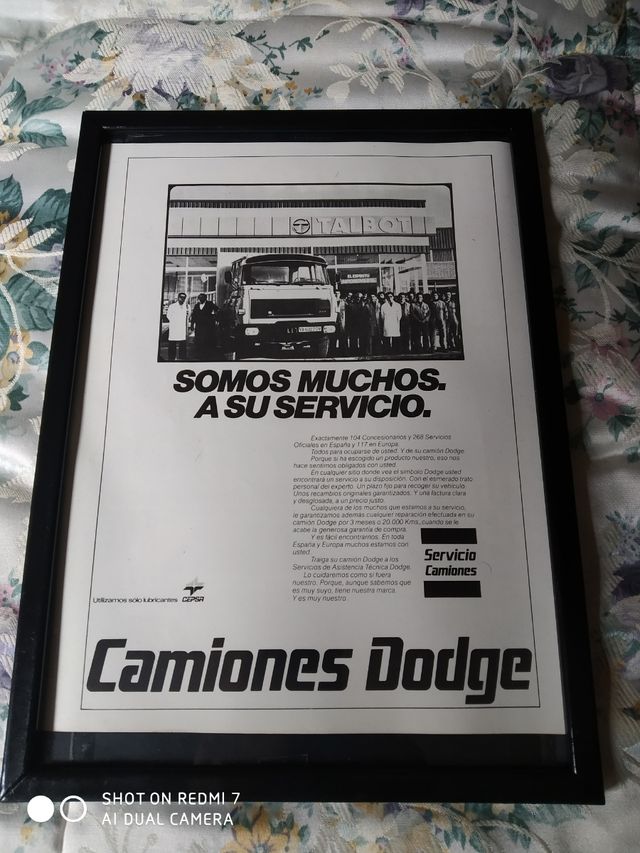 TALBOT
SOMOS MUCHOS.
A SU SERVICIO.
Exactamente 104 Concesionarios y 268 Servicios
Oficiales en España y 117 en Europa.
Todos para ocuparse de usted. Y de su camión Dodge.
Porque si ha escogido un producto nuestro, eso nos
hace sentirnos obligados con usted.
En cualquier sitio donde vea el símbolo Dodge usted
encontrará un servicio a su disposición. Con el esmerado trato
personal del experto. Un plazo fijo para recoger su vehículo.
Unos recambios originales garantizados. Y una factura clara
y desglosada, a un precio justo.
Cualquiera de los muchos que estamos a su servicio,
le garantizamos además cualquier reparación efectuada en su
camión Dodge por 3 meses o 20.000 Kms, cuando se le
acabe la generosa garantía de compra.
Y es fácil encontrarnos. En toda
España y Europa muchos estamos con
usted.
Traiga su camión Dodge a los
Servicios de Asistencia Técnica Dodge.
Lo cuidaremos como si fuera
nuestro. Porque, aunque sabemos que
es muy suyo, tiene nuestra marca.
Y es muy nuestro.
Servicio
Camiones
Utilizamos sólo lubricantes CEPSA
Camiones Dodge
SHOT ON REDMI 7
AI DUAL CAMERA